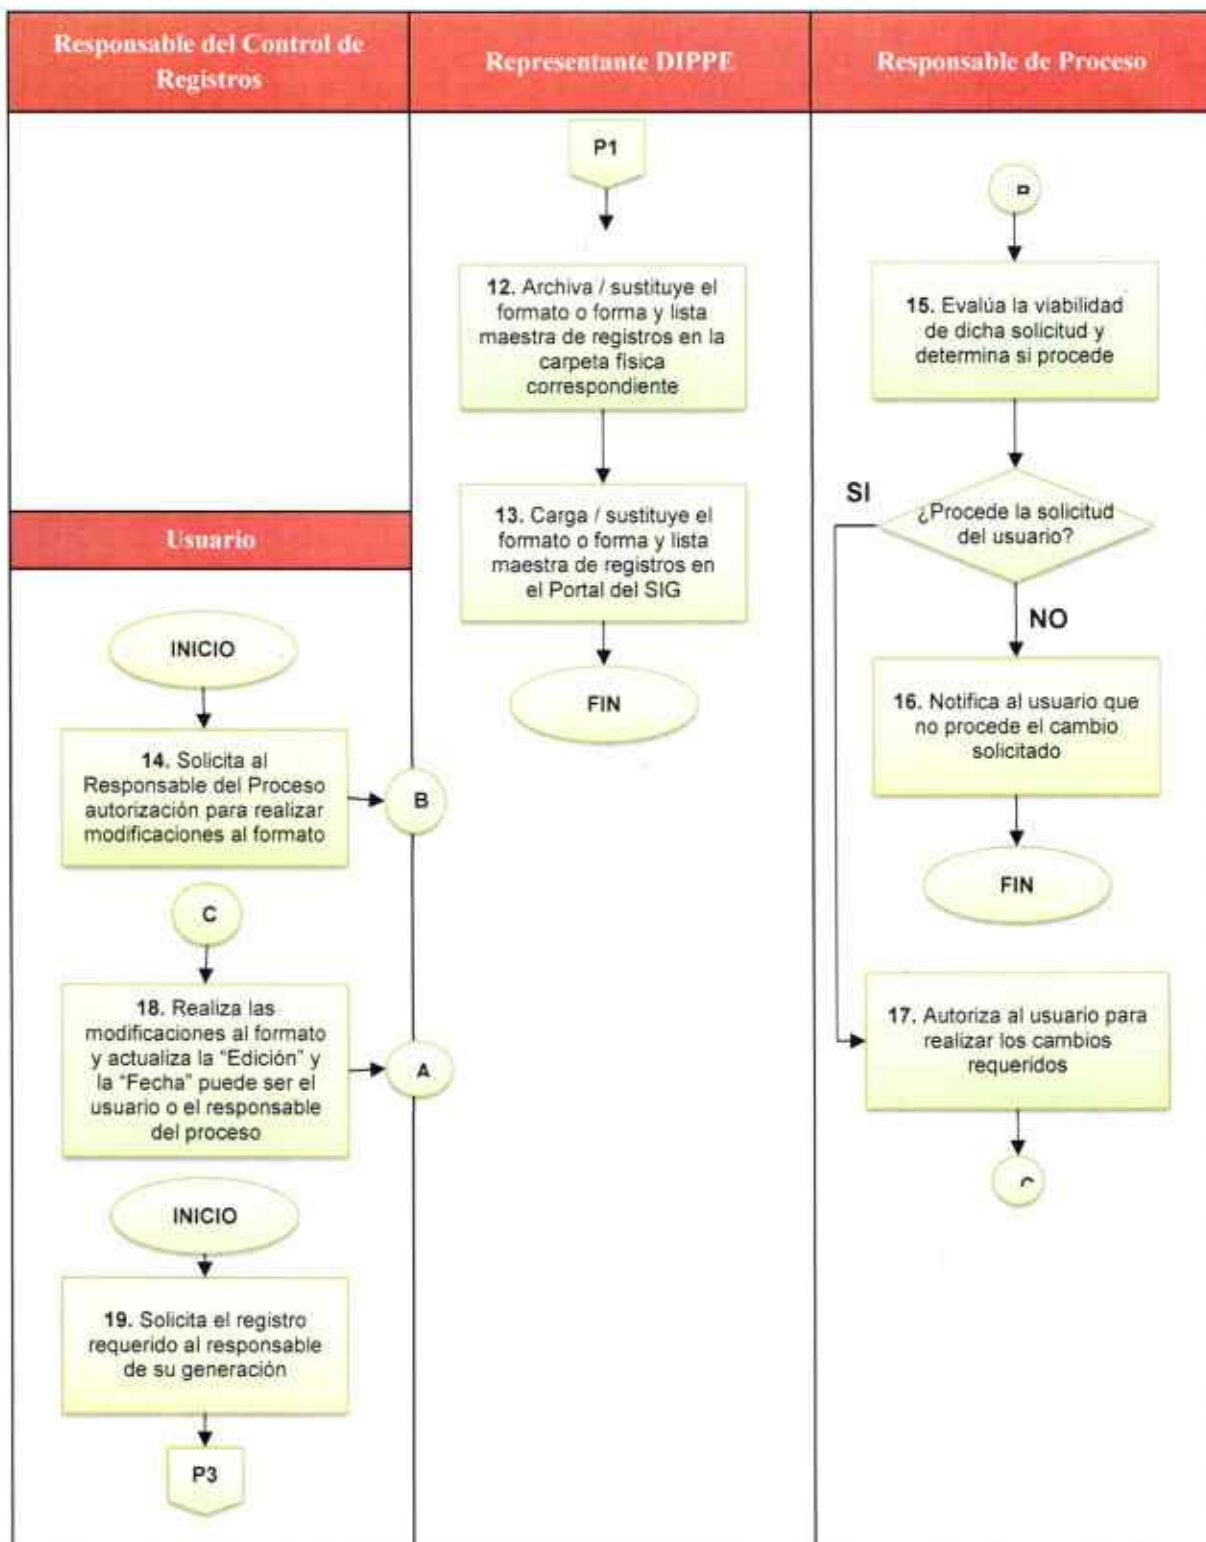 Responsable del Control de
Registros
Representante DIPPE
Responsable de Proceso
P1
12. Archiva / sustituye el
formato o forma y lista
maestra de registros en la
carpeta física
correspondiente
13. Carga / sustituye el
formato o forma y lista
maestra de registros en
el Portal del SIG
FIN
15. Evalúa la viabilidad
de dicha solicitud y
determina si procede
¿Procede la solicitud
del usuario?
SI
NO
16. Notifica al usuario que
no procede el cambio
solicitado
FIN
17. Autoriza al usuario para
realizar los cambios
requeridos
Usuario
INICIO
14. Solicita al
Responsable del Proceso
autorización para realizar
modificaciones al formato
B
C
18. Realiza las
modificaciones al formato
y actualiza la “Edición” y
la “Fecha” puede ser el
usuario o el responsable
del proceso
A
INICIO
19. Solicita el registro
requerido al responsable
de su generación
P3